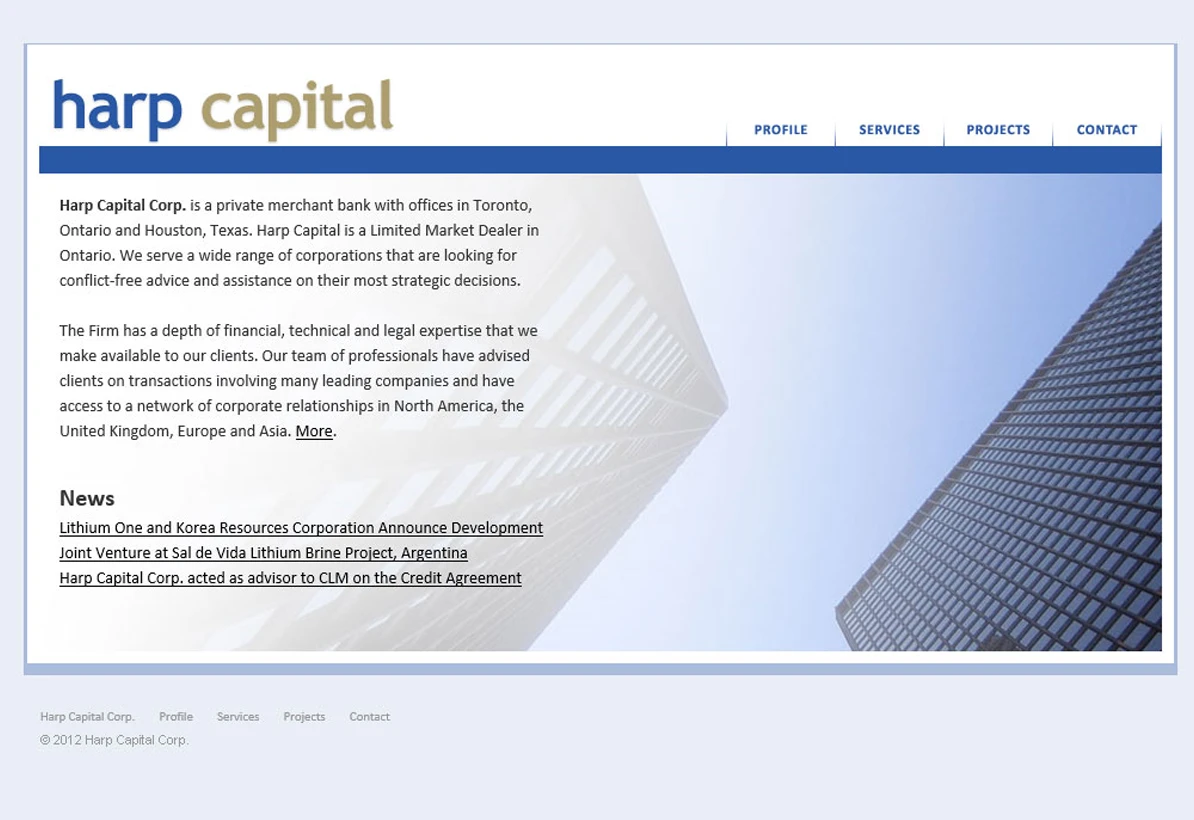 harp capital
PROFILE SERVICES PROJECTS CONTACT
Harp Capital Corp. is a private merchant bank with offices in Toronto,
Ontario and Houston, Texas. Harp Capital is a Limited Market Dealer in
Ontario. We serve a wide range of corporations that are looking for
conflict-free advice and assistance on their most strategic decisions.
The Firm has a depth of financial, technical and legal expertise that we
make available to our clients. Our team of professionals have advised
clients on transactions involving many leading companies and have
access to a network of corporate relationships in North America, the
United Kingdom, Europe and Asia. More.
News
Lithium One and Korea Resources Corporation Announce Development
Joint Venture at Sal de Vida Lithium Brine Project, Argentina
Harp Capital Corp. acted as advisor to CLM on the Credit Agreement
Harp Capital Corp. Profile Services Projects Contact
© 2012 Harp Capital Corp.